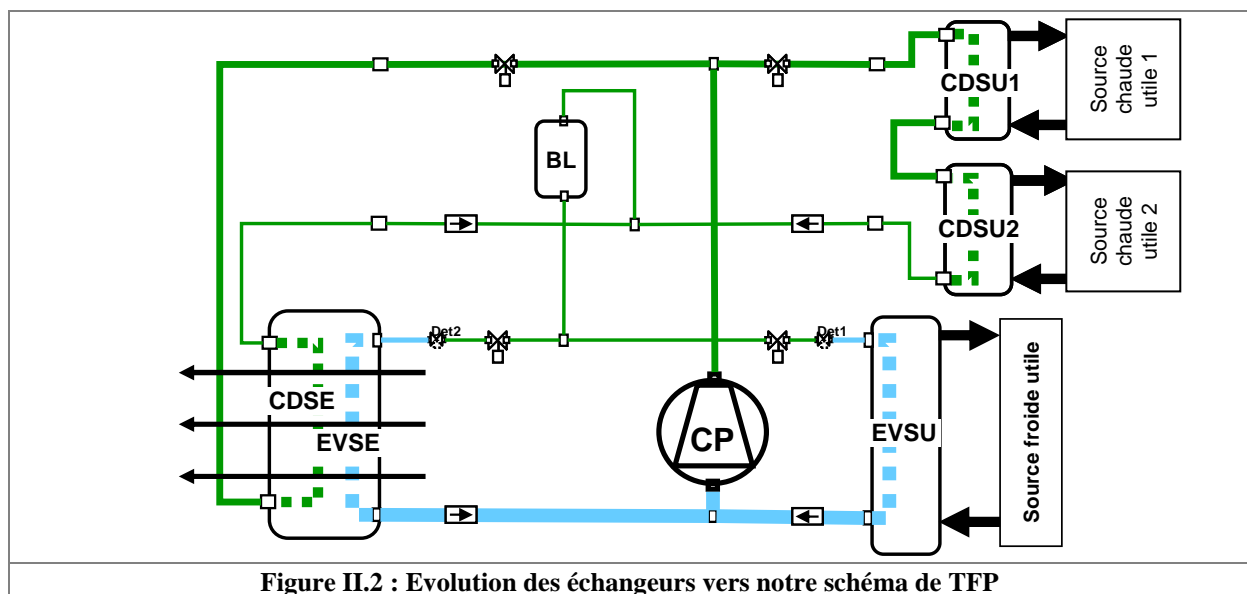 CDSU1
Source
chaude
utile 1
BL
CDSU2
Source
chaude
utile 2
Det2
Det1
CDSE
EVSE
CP
EVSU
Source froide utile
Figure II.2 : Evolution des échangeurs vers notre schéma de TFP